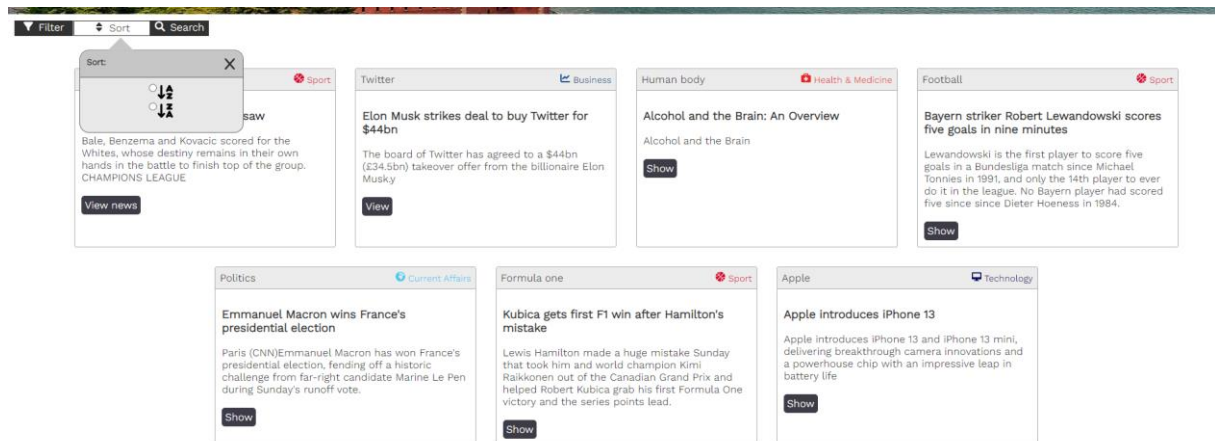 Filter
Sort
Search
Sort:
X
A
Z
Z
A
Sport
saw
Bale, Benzema and Kovacic scored for the
Whites, whose destiny remains in their own
hands in the battle to finish top of the group.
CHAMPIONS LEAGUE
View news
Twitter
Business
Elon Musk strikes deal to buy Twitter for
$44bn
The board of Twitter has agreed to a $44bn
(£34.5bn) takeover offer from the billionaire Elon
Musk.y
View
Human body
Health & Medicine
Alcohol and the Brain: An Overview
Alcohol and the Brain
Show
Football
Sport
Bayern striker Robert Lewandowski scores
five goals in nine minutes
Lewandowski is the first player to score five
goals in a Bundesliga match since Michael
Tonnies in 1991, and only the 14th player to ever
do it in the league. No Bayern player had scored
five since since Dieter Hoeness in 1984.
Show
Politics
Current Affairs
Emmanuel Macron wins France's
presidential election
Paris (CNN)Emmanuel Macron has won France's
presidential election, fending off a historic
challenge from far-right candidate Marine Le Pen
during Sunday's runoff vote.
Show
Formula one
Sport
Kubica gets first F1 win after Hamilton's
mistake
Lewis Hamilton made a huge mistake Sunday
that took him and world champion Kimi
Raikkonen out of the Canadian Grand Prix and
helped Robert Kubica grab his first Formula One
victory and the series points lead.
Show
Apple
Technology
Apple introduces iPhone 13
Apple introduces iPhone 13 and iPhone 13 mini,
delivering breakthrough camera innovations and
a powerhouse chip with an impressive leap in
battery life
Show